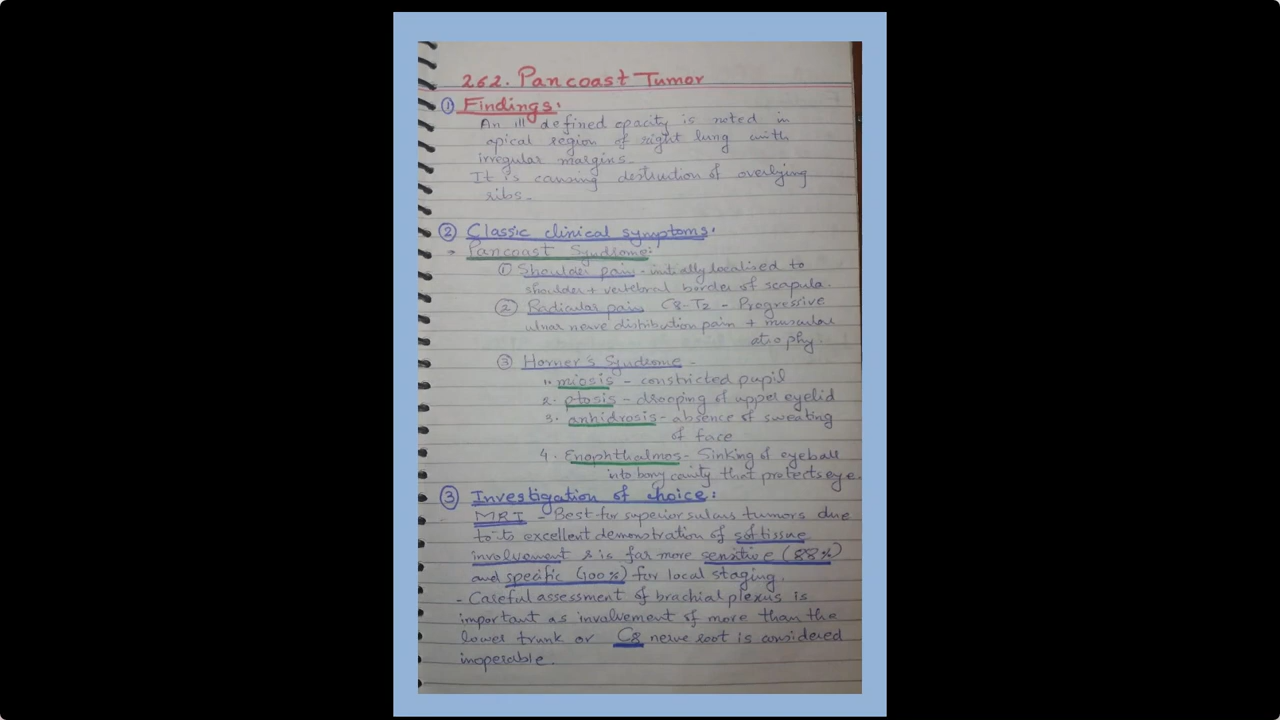 262. Pancoast Tumor
① Findings:
An ill defined opacity is noted in
apical region of right lung with
irregular margins.
It is causing destruction of overlying
ribs.
② Classic clinical symptoms:
Pancoast Syndrome:
① Shoulder pain - initially localised to
shoulder + vertebral border of scapula.
② Radicular pain C8-T2 - Progressive
ulnar nerve distribution pain + muscular
atrophy
③ Horner's Syndrome -
1. miosis - constricted pupil
2. ptosis - drooping of upper eyelid
3. anhidrosis - absence of sweating
of face
4. Enophthalmos - Sinking of eyeball
into bony cavity that protects eye.
③ Investigation of choice:
MRI - Best for superior sulcus tumors due
to its excellent demonstration of soft issue
involvement & is far more sensitive (88%)
and specific (100%) for local staging.
- Careful assessment of brachial plexus is
important as involvement of more than the
lower trunk or C8 nerve root is considered
inoperable.